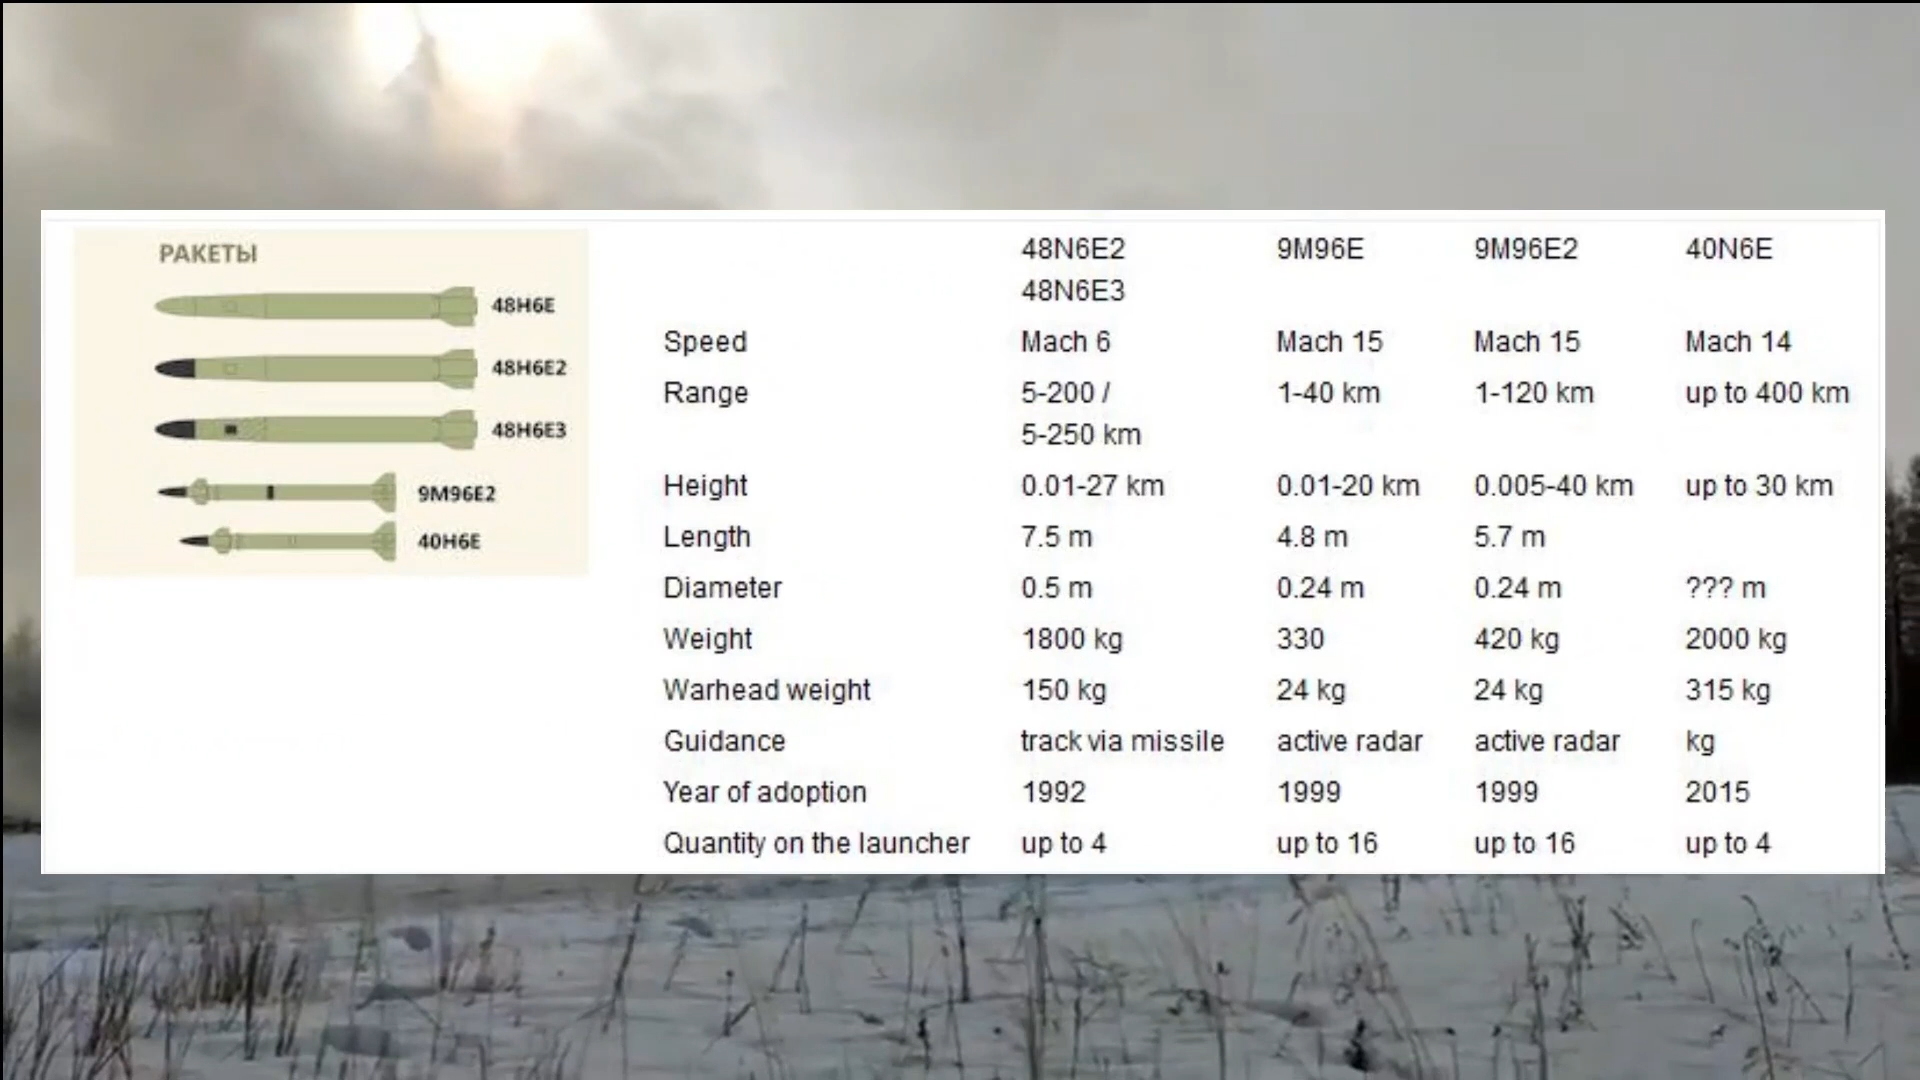 РАКЕТЫ
48Н6Е
48Н6Е2
48Н6Е3
9М96Е2
40Н6Е
48N6E2 9M96E 9M96E2 40N6E
48N6E3
Speed Mach 6 Mach 15 Mach 15 Mach 14
Range 5-200 / 1-40 km 1-120 km up to 400 km
5-250 km
Height 0.01-27 km 0.01-20 km 0.005-40 km up to 30 km
Length 7.5 m 4.8 m 5.7 m
Diameter 0.5 m 0.24 m 0.24 m ??? m
Weight 1800 kg 330 420 kg 2000 kg
Warhead weight 150 kg 24 kg 24 kg 315 kg
Guidance track via missile active radar active radar kg
Year of adoption 1992 1999 1999 2015
Quantity on the launcher up to 4 up to 16 up to 16 up to 4